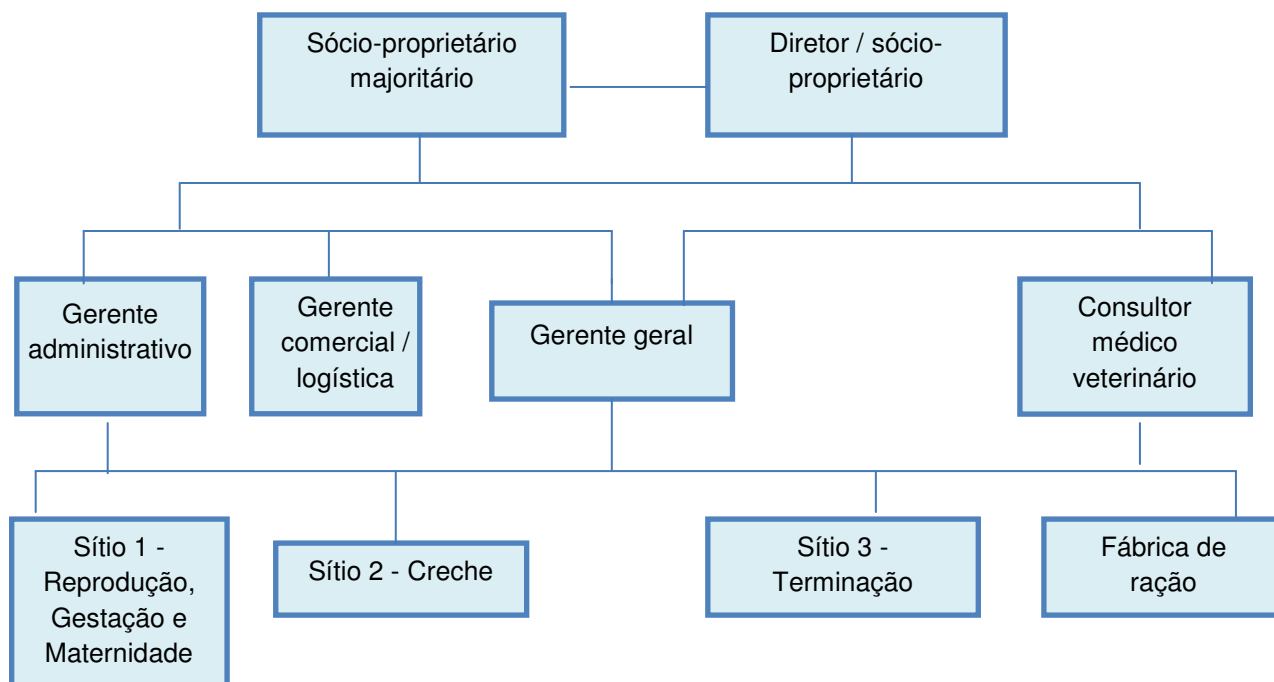 Sócio-proprietário
majoritário
Diretor / sócio-
proprietário
Gerente
administrativo
Gerente
comercial /
logística
Gerente geral
Consultor
médico
veterinário
Sítio 1 -
Reprodução,
Gestação e
Maternidade
Sítio 2 - Creche
Sítio 3 -
Terminação
Fábrica de
ração